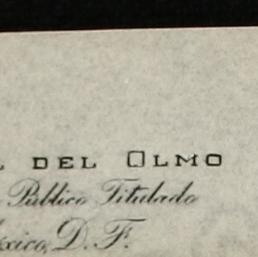 L DEL OLMO
Público Titulado
éxico, D. F.